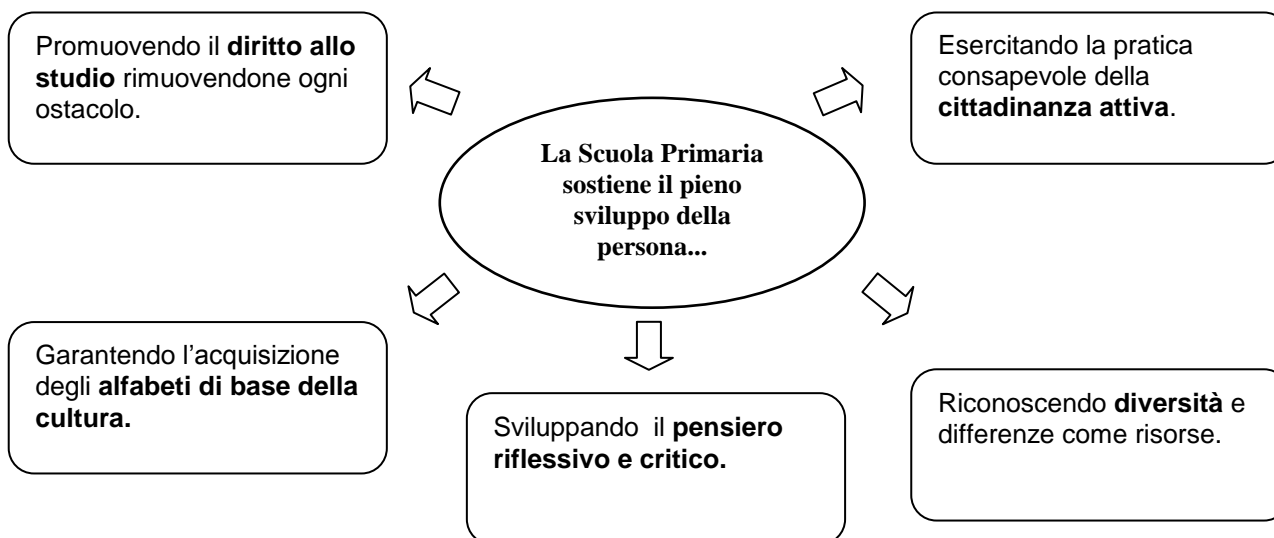 Promuovendo il diritto allo
studio rimuovendone ogni
ostacolo.
Esercitando la pratica
consapevole della
cittadinanza attiva.
La Scuola Primaria
sostiene il pieno
sviluppo della
persona...
Garantendo l’acquisizione
degli alfabeti di base della
cultura.
Sviluppando il pensiero
riflessivo e critico.
Riconoscendo diversità e
differenze come risorse.